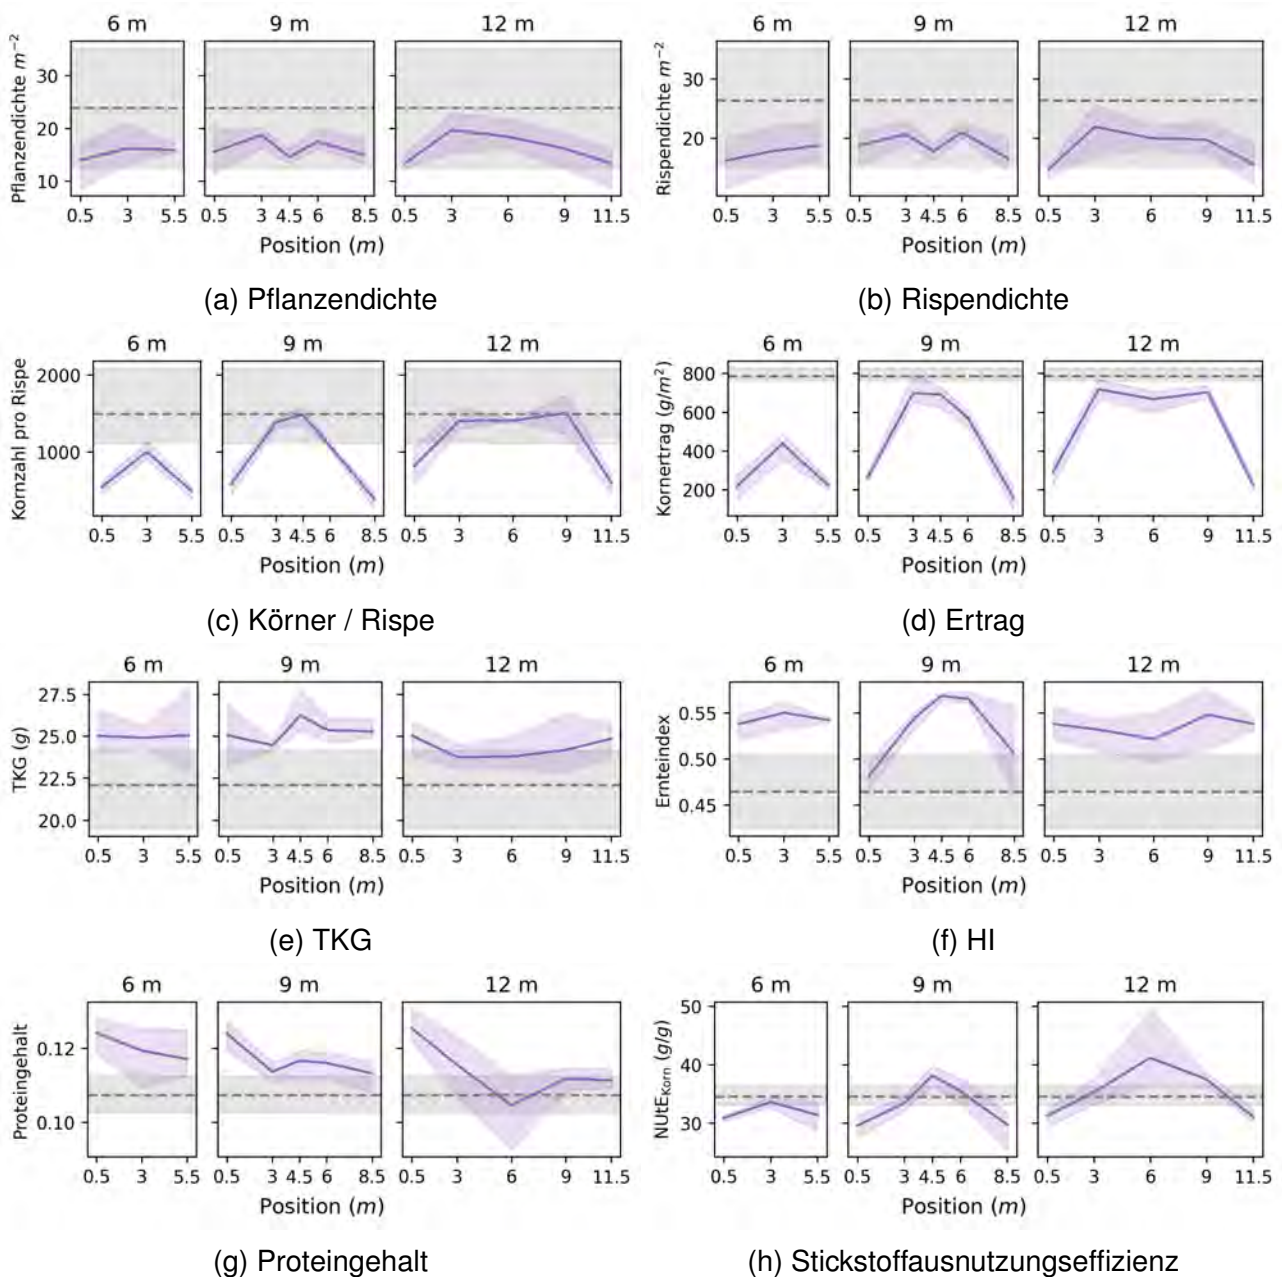 6 m 9 m 12 m
Pflanzendichte m⁻²
30
20
10
0.5 3 5.5 0.5 3 4.5 6 8.5 0.5 3 6 9 11.5
Position (m)
(a) Pflanzendichte
6 m 9 m 12 m
Rispendichte m⁻²
30
20
0.5 3 5.5 0.5 3 4.5 6 8.5 0.5 3 6 9 11.5
Position (m)
(b) Rispendichte
6 m 9 m 12 m
Kornzahl pro Rispe
2000
1000
0.5 3 5.5 0.5 3 4.5 6 8.5 0.5 3 6 9 11.5
Position (m)
(c) Körner / Rispe
6 m 9 m 12 m
Kornertrag (g/m²)
800
600
400
200
0.5 3 5.5 0.5 3 4.5 6 8.5 0.5 3 6 9 11.5
Position (m)
(d) Ertrag
6 m 9 m 12 m
TKG (g)
27.5
25.0
22.5
20.0
0.5 3 5.5 0.5 3 4.5 6 8.5 0.5 3 6 9 11.5
Position (m)
(e) TKG
6 m 9 m 12 m
Ernteindex
0.55
0.50
0.45
0.5 3 5.5 0.5 3 4.5 6 8.5 0.5 3 6 9 11.5
Position (m)
(f) HI
6 m 9 m 12 m
Proteingehalt
0.12
0.10
0.5 3 5.5 0.5 3 4.5 6 8.5 0.5 3 6 9 11.5
Position (m)
(g) Proteingehalt
6 m 9 m 12 m
NUtE_Korn (g/g)
50
40
30
0.5 3 5.5 0.5 3 4.5 6 8.5 0.5 3 6 9 11.5
Position (m)
(h) Stickstoffausnutzungseffizienz